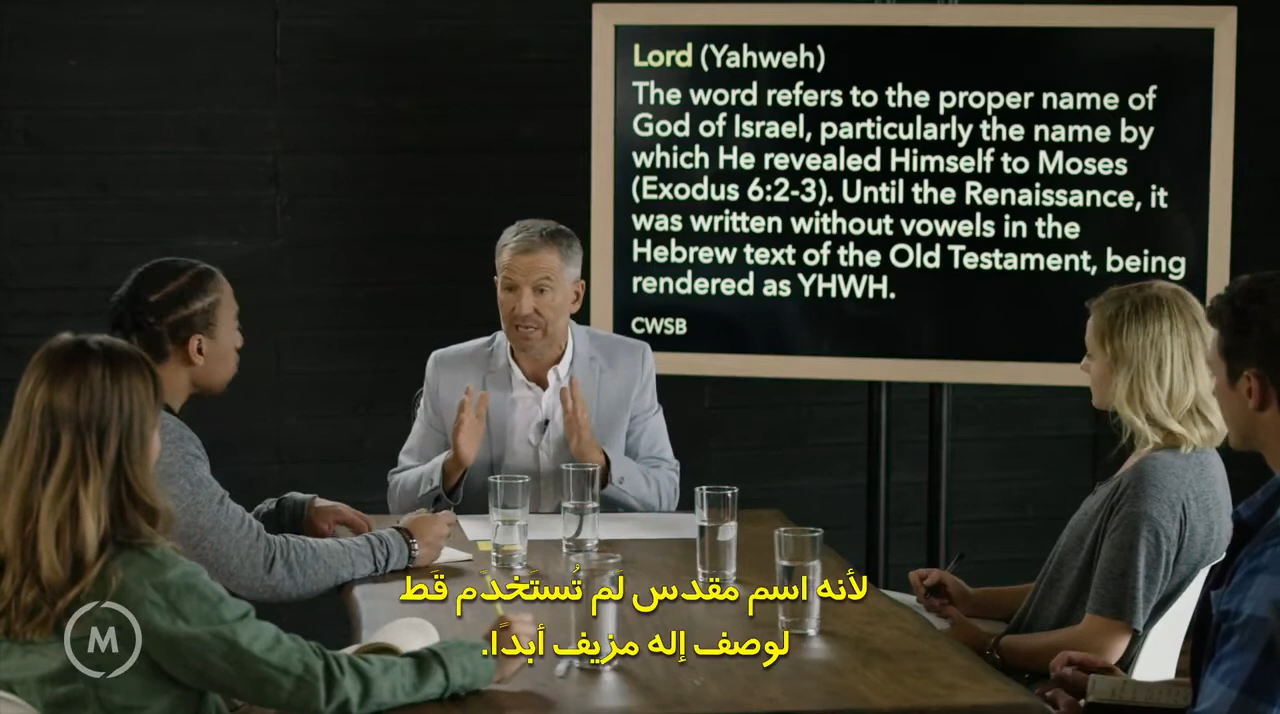 Lord (Yahweh)
The word refers to the proper name of
God of Israel, particularly the name by
which He revealed Himself to Moses
(Exodus 6:2-3). Until the Renaissance, it
was written without vowels in the
Hebrew text of the Old Testament, being
rendered as YHWH.
CWSB
لأنه اسم مقدس لَم تُستَخدَم قَط
لوصف إله مزيف أبدًا.
M